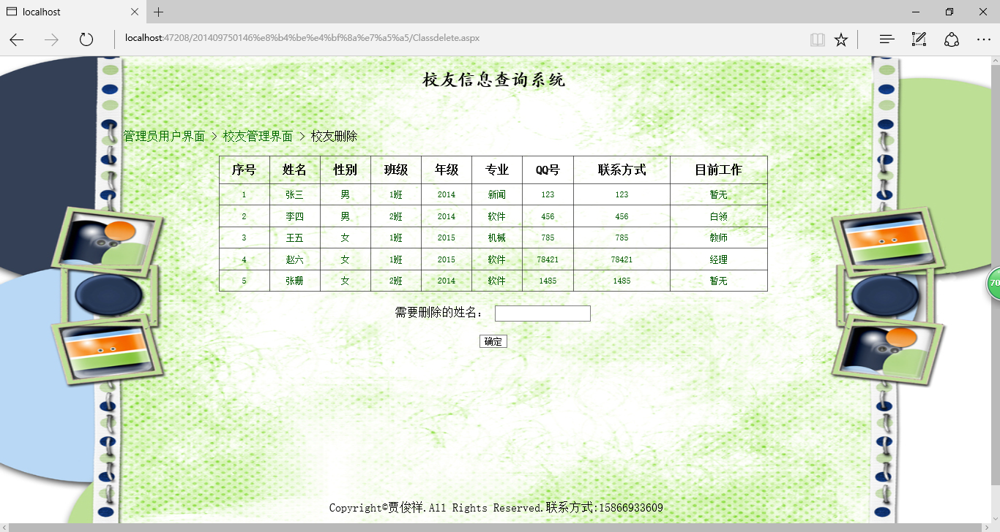 localhost
localhost:47208/201409750146%e8%b4%be%e4%bf%8a%e7%a5%a5/Classdelete.aspx
校友信息查询系统
管理员用户界面 > 校友管理界面 > 校友删除
序号 姓名 性别 班级 年级 专业 QQ号 联系方式 目前工作
1 张三 男 1班 2014 新闻 123 123 暂无
2 李四 男 2班 2014 软件 456 456 白领
3 王五 女 1班 2015 机械 785 785 教师
4 赵六 女 1班 2015 软件 78421 78421 经理
5 张珊 女 2班 2014 软件 1485 1485 暂无
70
需要删除的姓名：
确定
Copyright©贾俊祥.All Rights Reserved.联系方式:15866933609